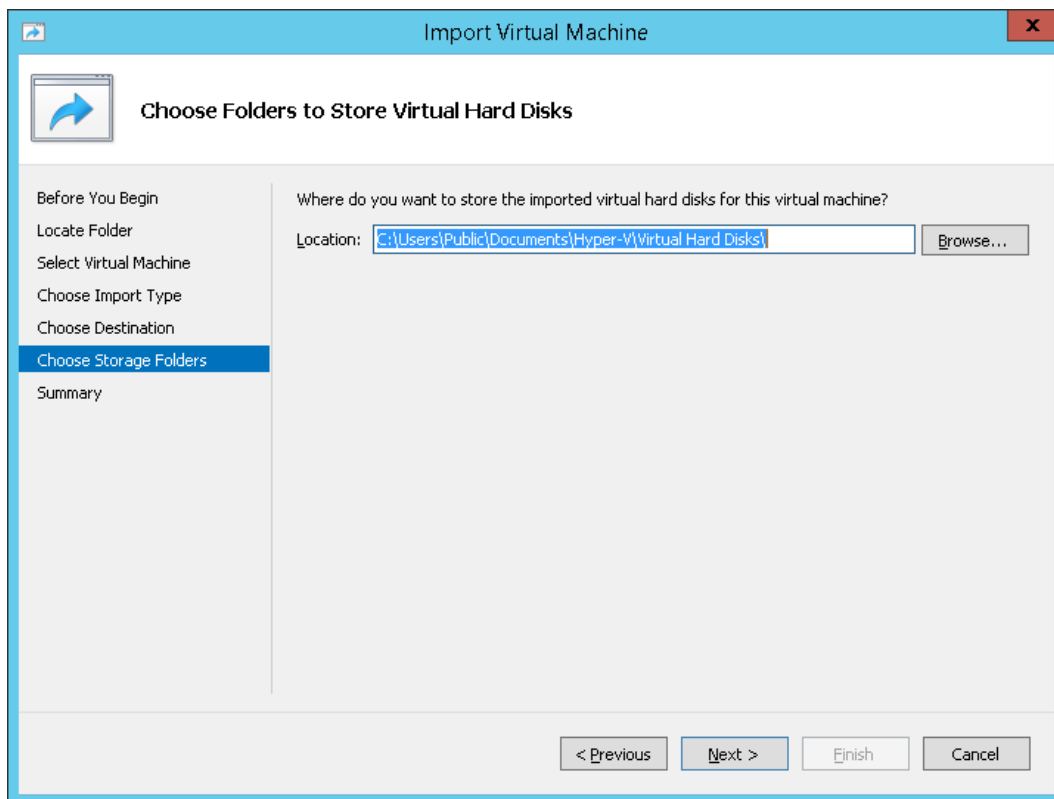 Import Virtual Machine
x
Choose Folders to Store Virtual Hard Disks
Before You Begin
Locate Folder
Select Virtual Machine
Choose Import Type
Choose Destination
Choose Storage Folders
Summary
Where do you want to store the imported virtual hard disks for this virtual machine?
Location: C:\Users\Public\Documents\Hyper-V\Virtual Hard Disks\ Browse...
< Previous Next > Finish Cancel